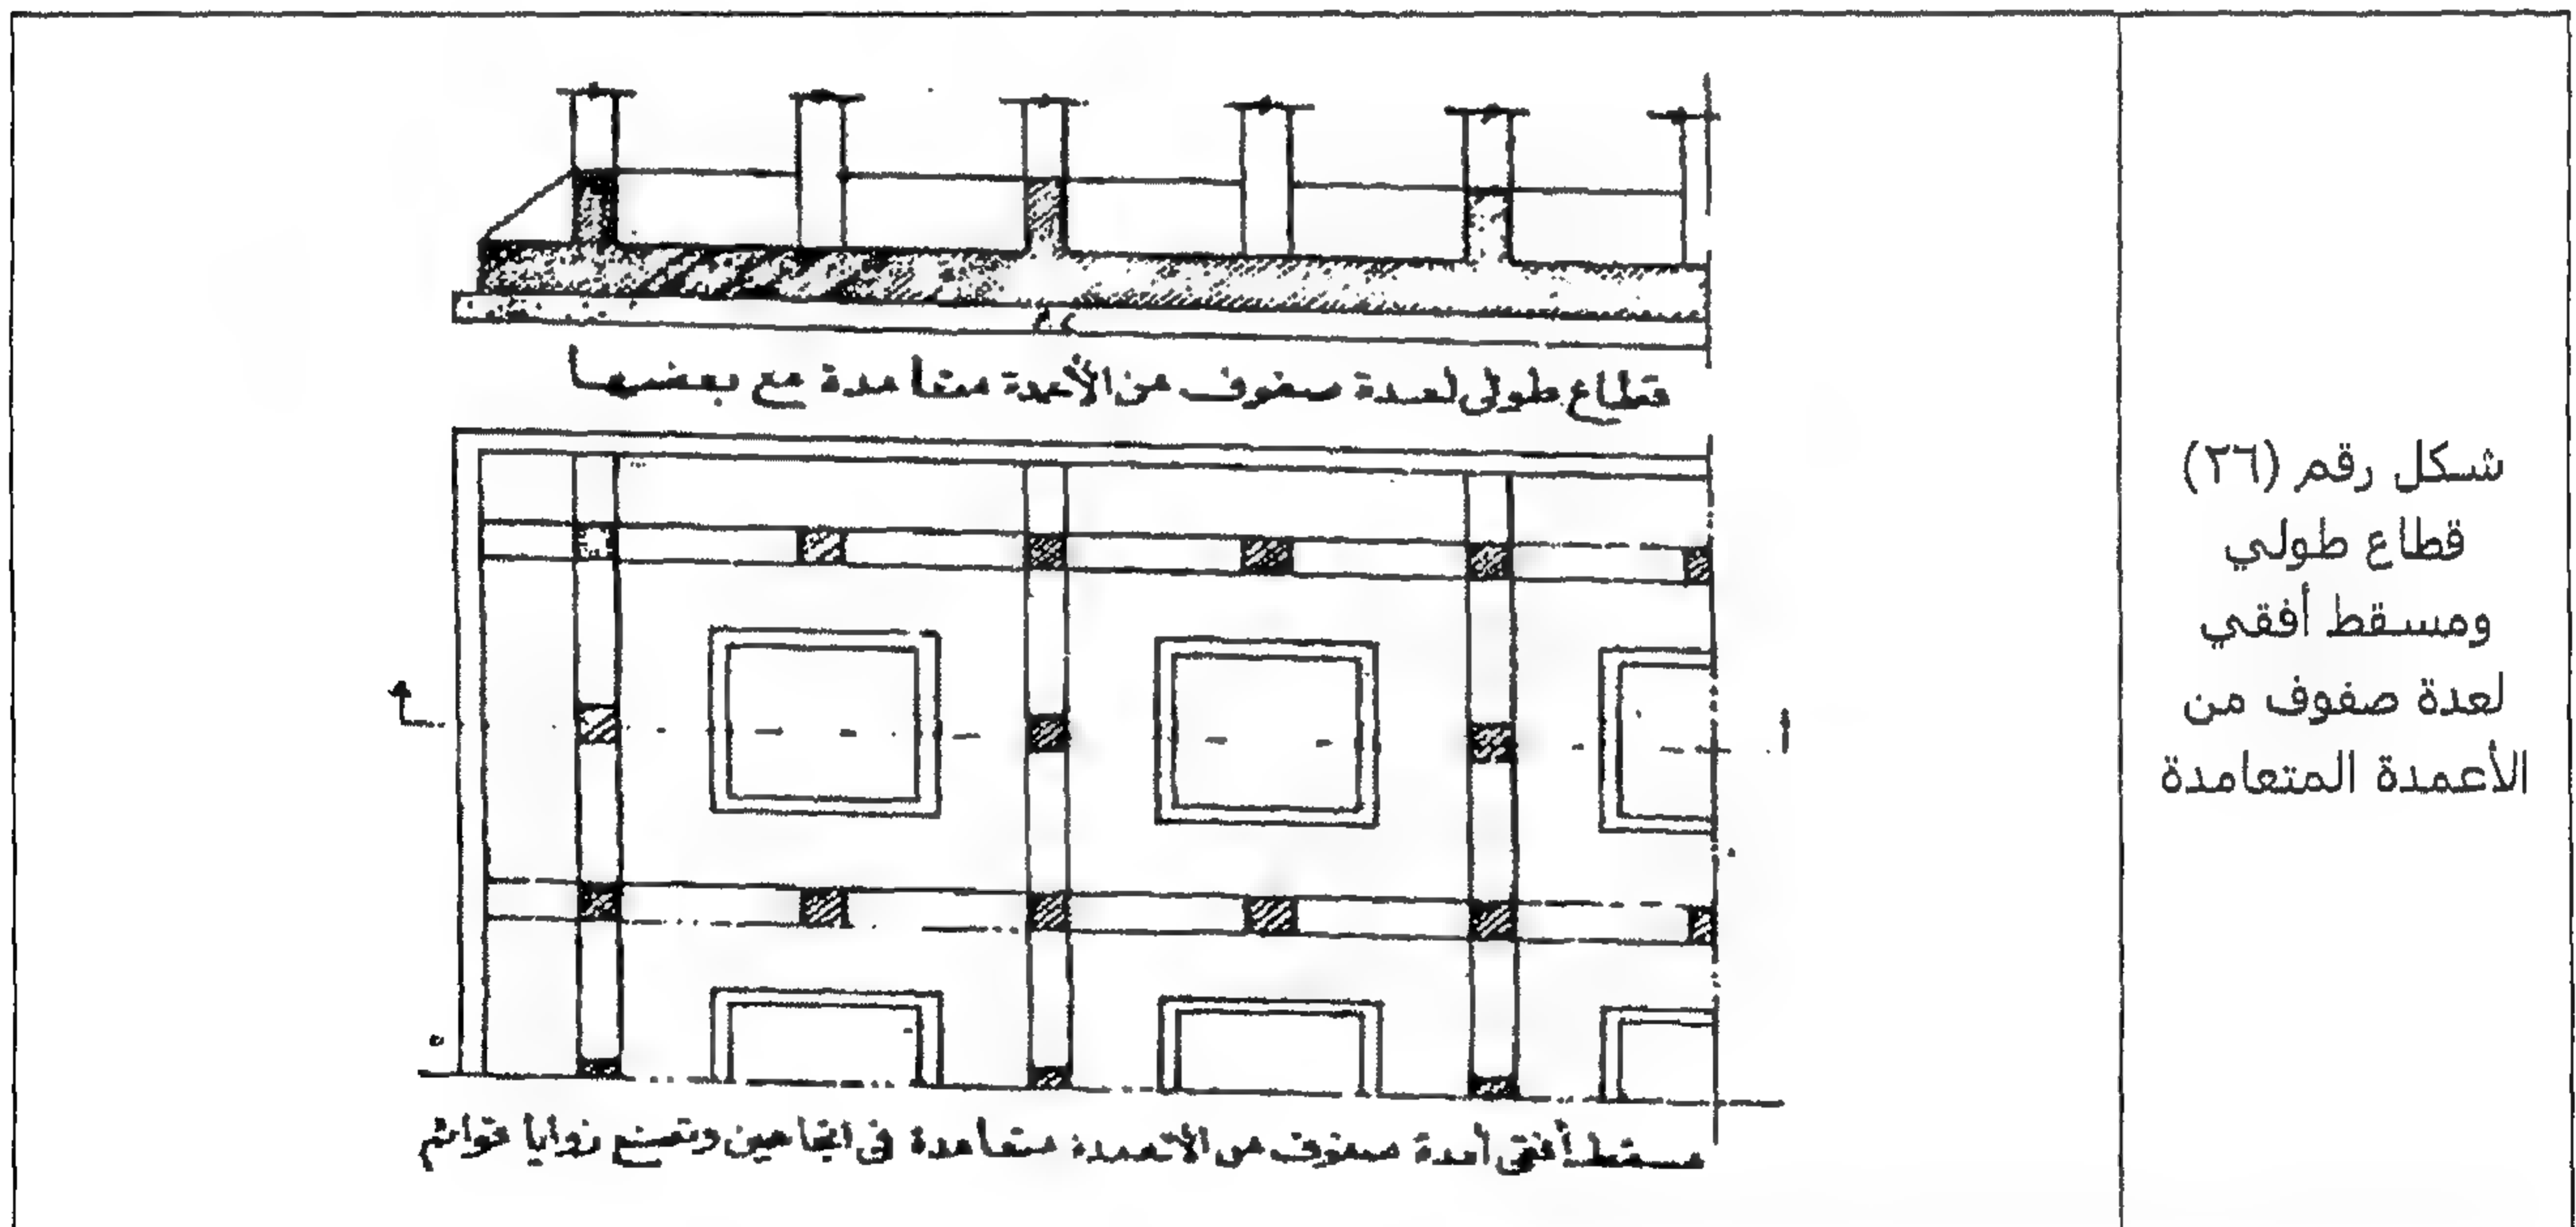 قطاع طولى لعدة صفوف من الأعمدة متعامدة مع بعضها
مسقط أفقى لعدة صفوف من الأعمدة متعامدة فى اتجاهين وتصنع زوايا قوائم
شكل رقم (٢٦)
قطاع طولي
ومسقط أفقي
لعدة صفوف من
الأعمدة المتعامدة